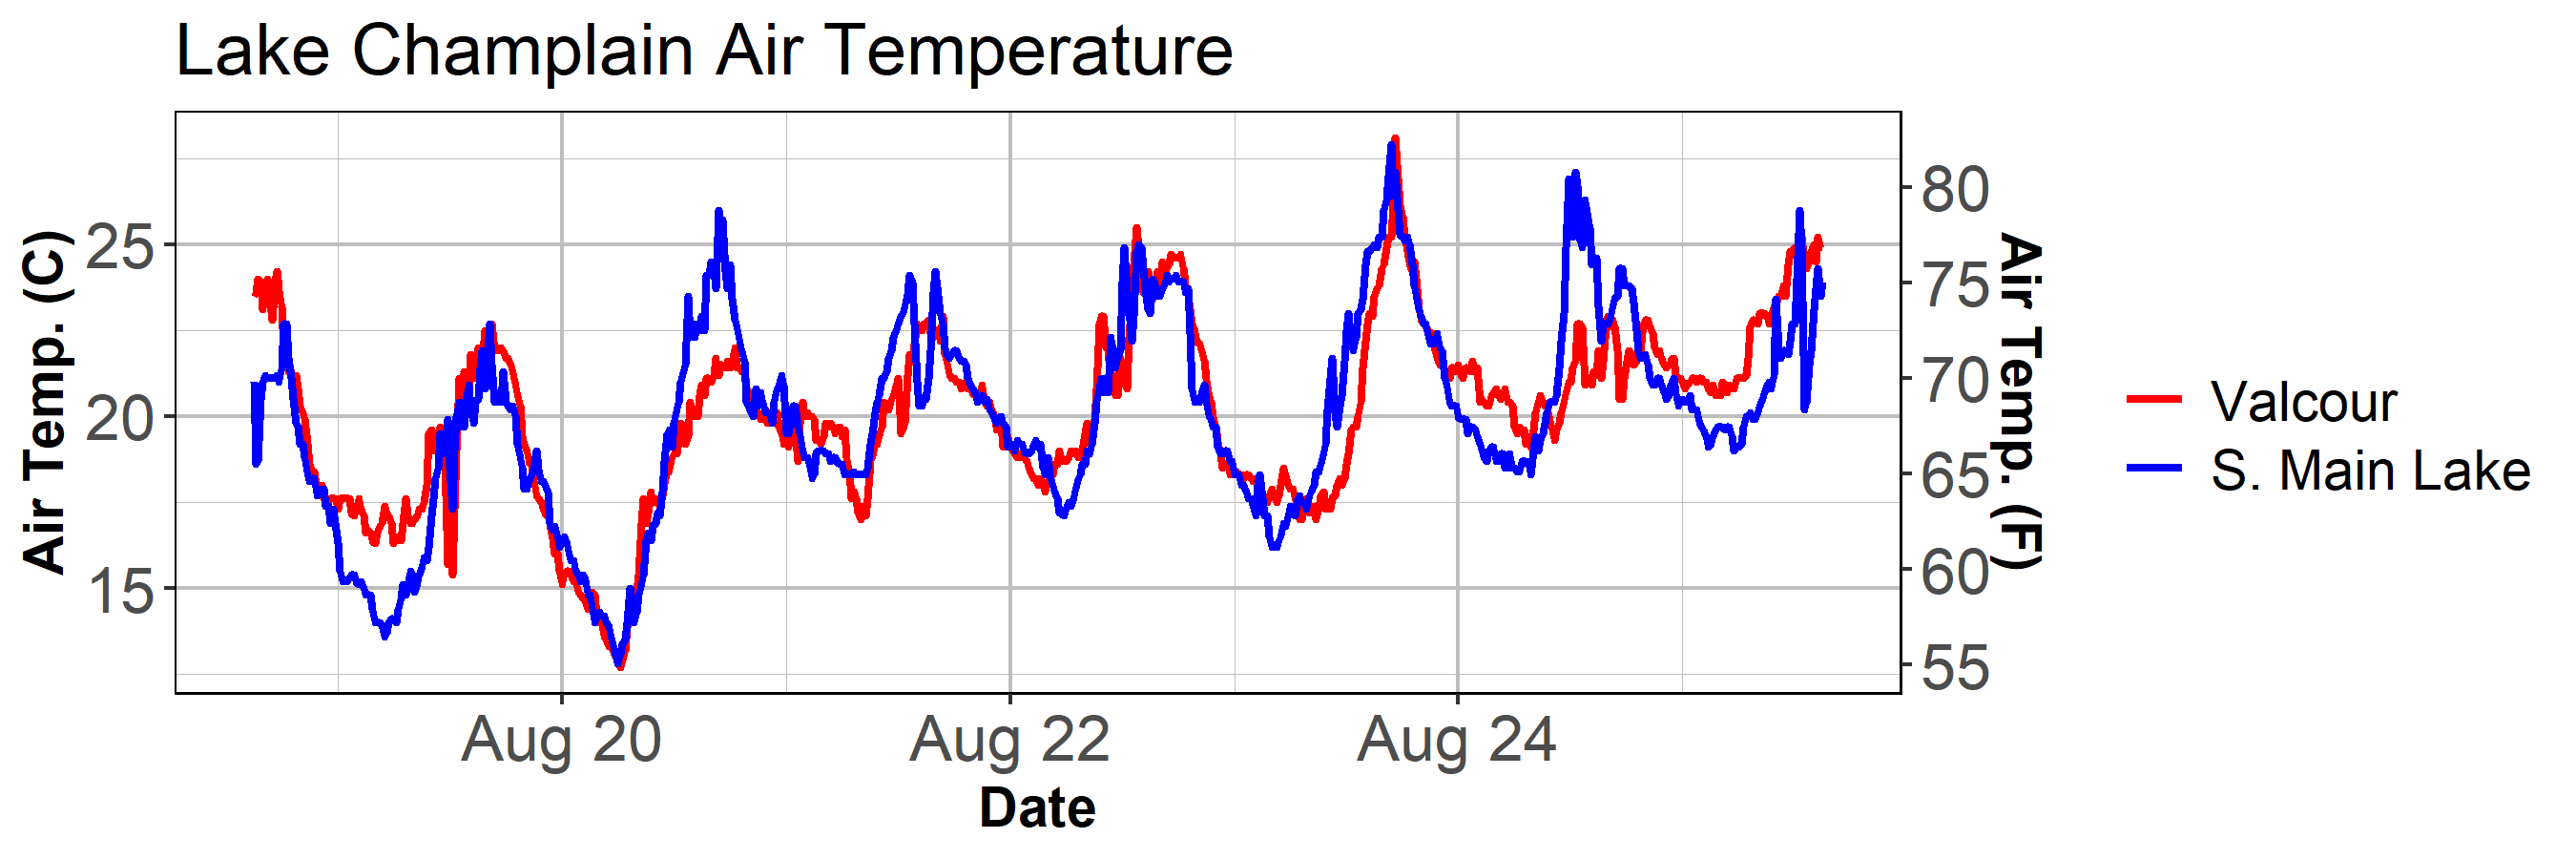 Lake Champlain Air Temperature
Air Temp. (C)
25
20
15
80
75
70
65
60
55
Air Temp. (F)
Aug 20
Aug 22
Aug 24
Date
Valcour
S. Main Lake